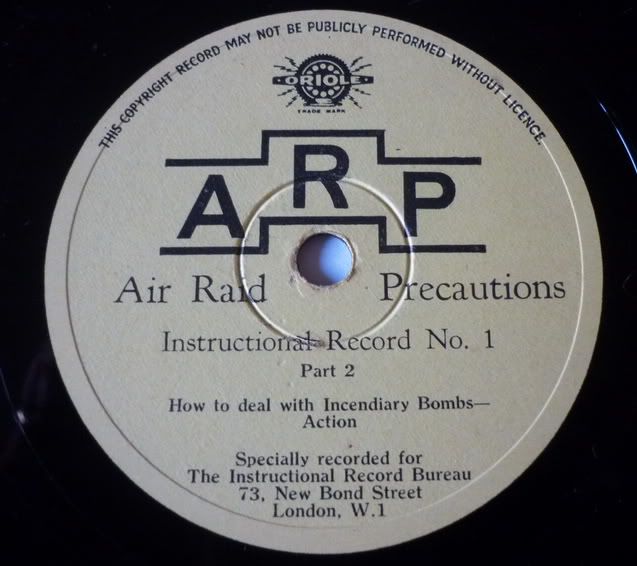 THIS COPYRIGHT RECORD MAY NOT BE PUBLICLY PERFORMED WITHOUT LICENCE.
ORIOLE
TRADE MARK
ARP
Air Raid Precautions
Instructional Record No. 1
Part 2
How to deal with Incendiary Bombs—
Action
Specially recorded for
The Instructional Record Bureau
73, New Bond Street
London, W.1